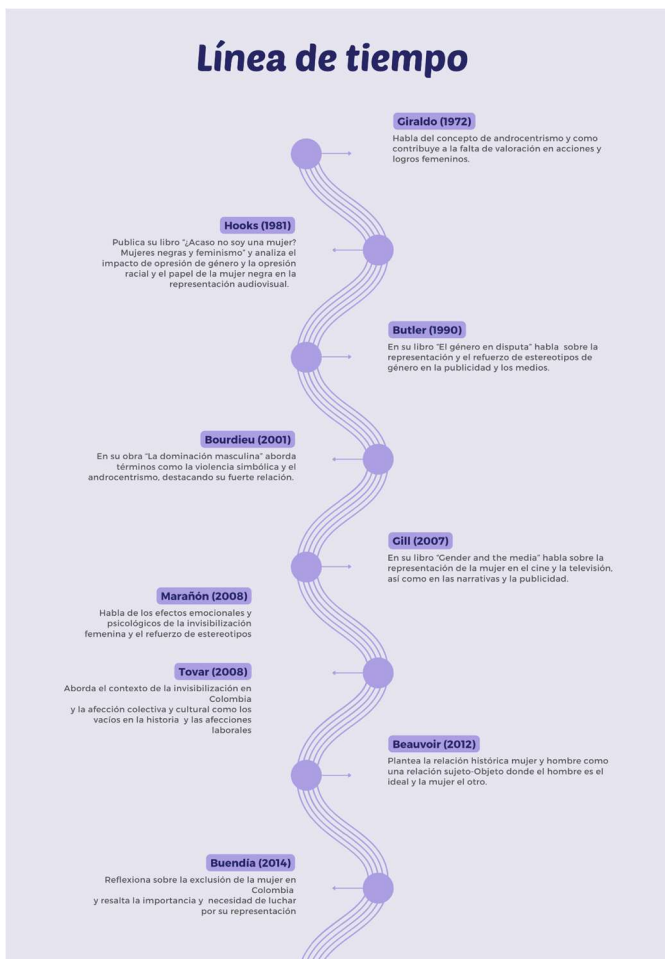 Línea de tiempo
Giraldo (1972)
Habla del concepto de androcentrismo y como
contribuye a la falta de valoración en acciones y
logros femeninos.
Hooks (1981)
Publica su libro "¿Acaso no soy una mujer?
Mujeres negras y feminismo" y analiza el
impacto de opresión de género y la opresión
racial y el papel de la mujer negra en la
representación audiovisual.
Butler (1990)
En su libro "El género en disputa" habla sobre la
representación y el refuerzo de estereotipos de
género en la publicidad y los medios.
Bourdieu (2001)
En su obra "La dominación masculina" aborda
términos como la violencia simbólica y el
androcentrismo, destacando su fuerte relación.
Gill (2007)
En su libro "Gender and the media" habla sobre la
representación de la mujer en el cine y la televisión,
así como en las narrativas y la publicidad.
Marañón (2008)
Habla de los efectos emocionales y
psicológicos de la invisibilización
femenina y el refuerzo de estereotipos
Tovar (2008)
Aborda el contexto de la invisibilización en
Colombia
y la afección colectiva y cultural como los
vacíos en la historia y las afecciones
laborales
Beauvoir (2012)
Plantea la relación histórica mujer y hombre como
una relación sujeto-Objeto donde el hombre es el
ideal y la mujer el otro.
Buendía (2014)
Reflexiona sobre la exclusión de la mujer en
Colombia
y resalta la importancia y necesidad de luchar
por su representación